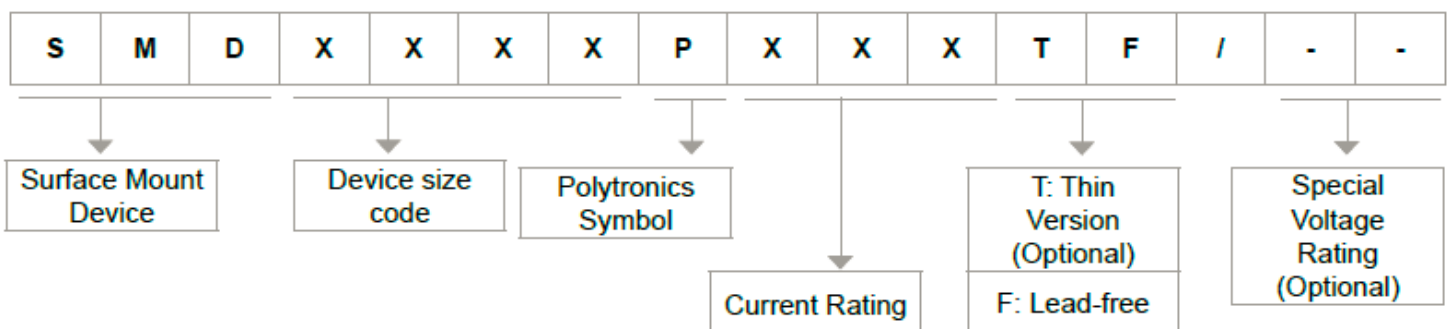 S M D X X X X P X X X T F / - -
Surface Mount
Device
Device size
code
Polytronics
Symbol
Current Rating
T: Thin
Version
(Optional)
F: Lead-free
Special
Voltage
Rating
(Optional)